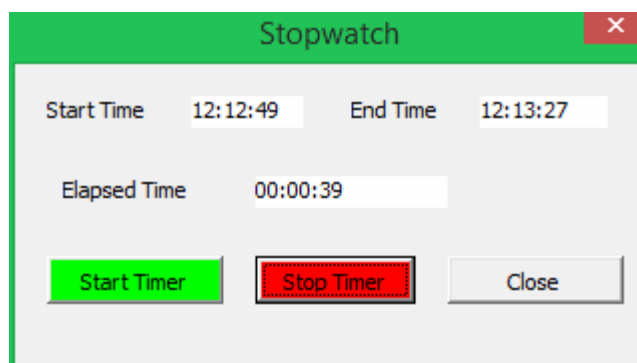 Stopwatch
Start Time 12:12:49 End Time 12:13:27
Elapsed Time 00:00:39
Start Timer Stop Timer Close